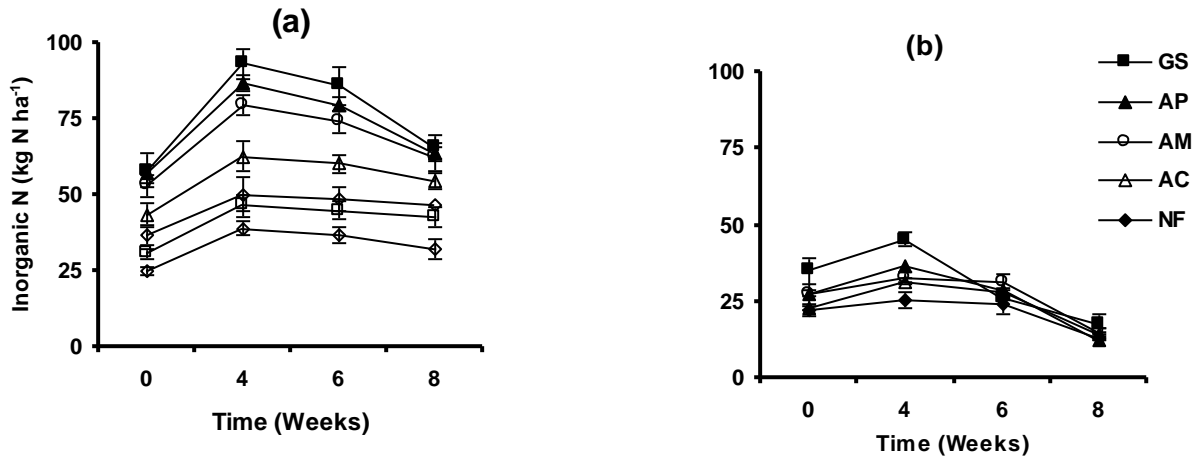 (a)
Inorganic N (kg N ha⁻¹)
100
75
50
25
0
0 4 6 8
Time (Weeks)
(b)
100
75
50
25
0
0 4 6 8
Time (Weeks)
GS
AP
AM
AC
NF